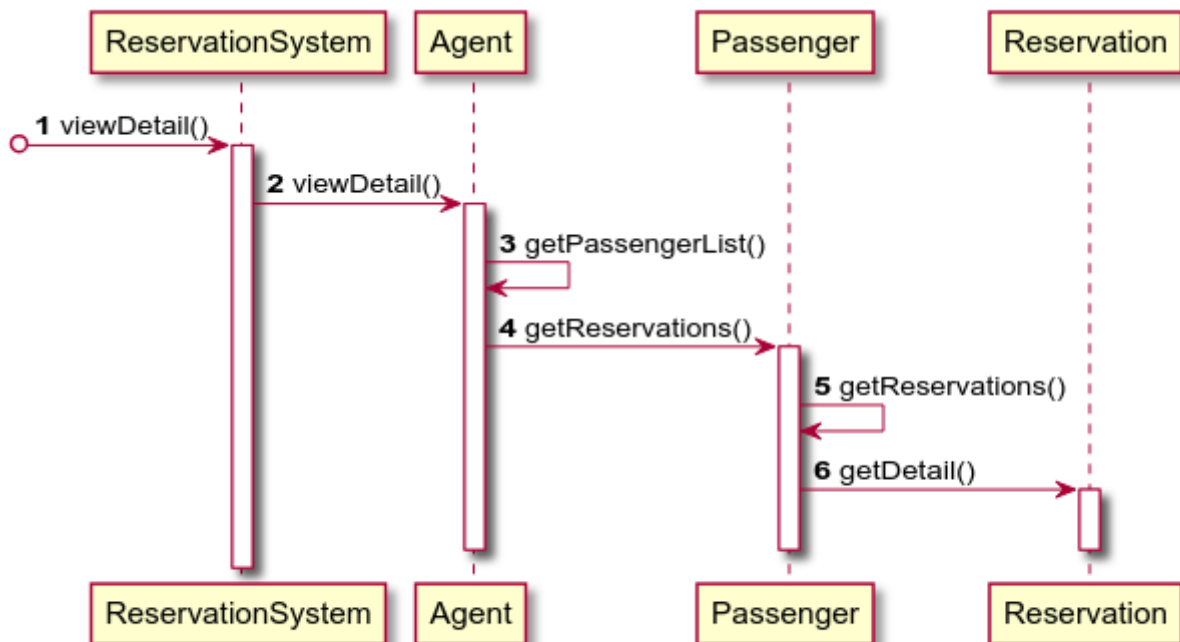 ReservationSystem Agent Passenger Reservation
1 viewDetail()
2 viewDetail()
3 getPassengerList()
4 getReservations()
5 getReservations()
6 getDetail()
ReservationSystem Agent Passenger Reservation